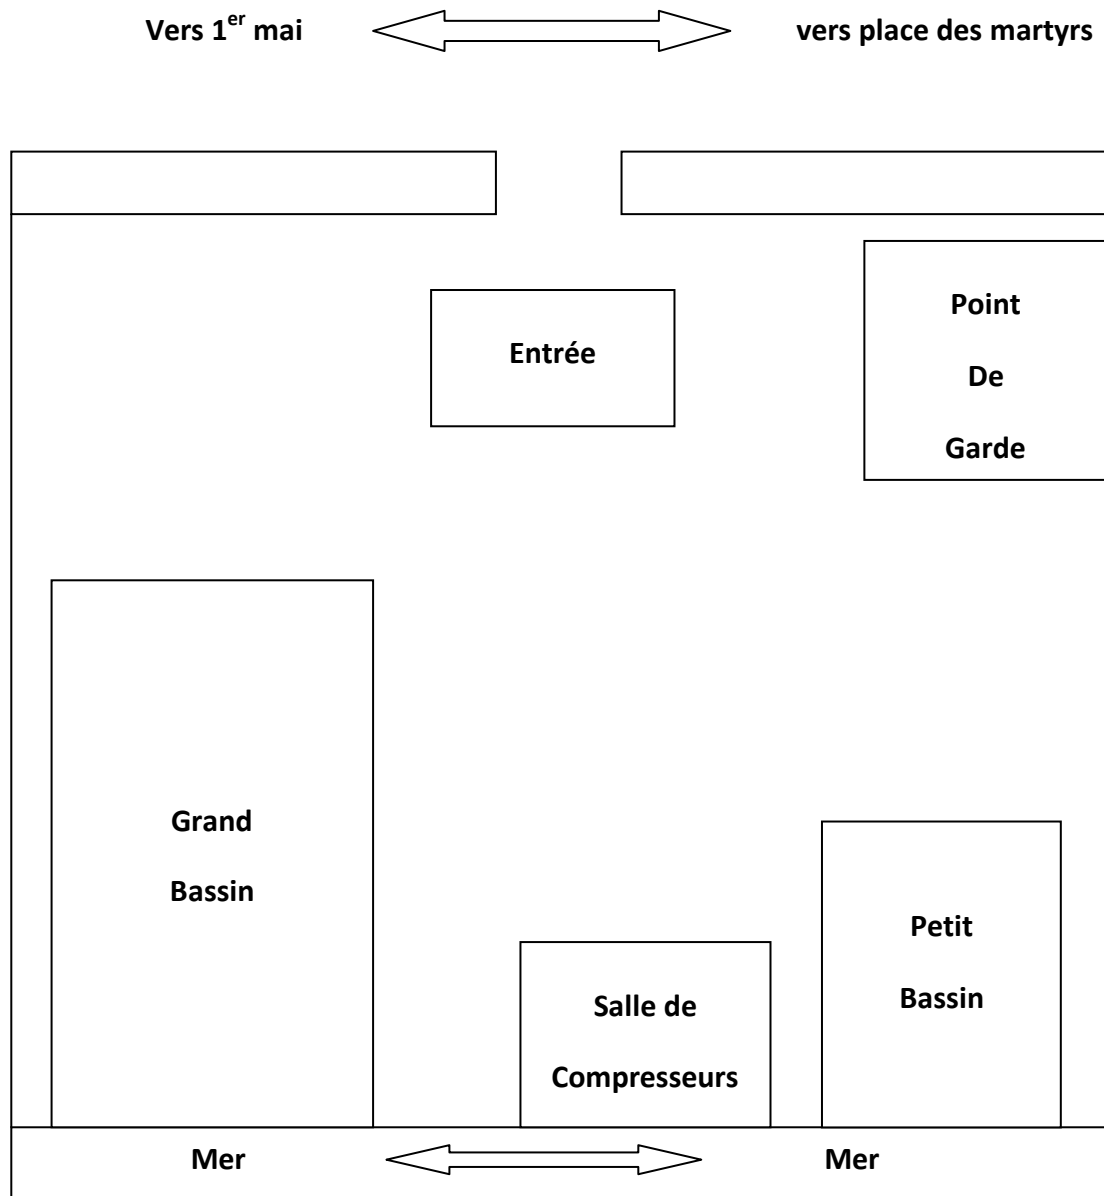 Vers 1er mai vers place des martyrs
Entrée
Point
De
Garde
Grand
Bassin
Petit
Bassin
Salle de
Compresseurs
Mer Mer